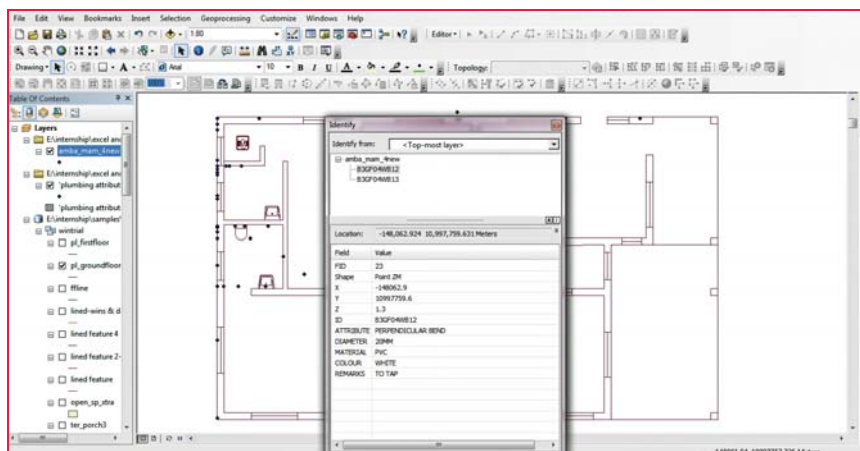 File Edit View Bookmarks Insert Selection Geoprocessing Customize Windows Help
1:80
Editor
Drawing A Arial 10 B I U A Topology:
Table Of Contents
Layers
E:\internship\excel and
amba_mam_4new
E:\internship\excel and
'plumbing attribut
'plumbing attribut
E:\internship\samples'
wintrial
pl_firstfloor
pl_groundfloor
ffline
lined-wins & d
lined feature 4
lined feature 2-
lined feature
open_sp_xtra
ter_porch3
Identify
Identify from: <Top-most layer>
amba_mam_4new
B3GF04WB12
B3GF04WB13
Location: -148,062.924 10,997,759.631 Meters
Field Value
FID 23
Shape Point ZM
X -148062.9
Y 10997759.6
Z 1.3
ID B3GF04WB12
ATTRIBUTE PERPENDICULAR BEND
DIAMETER 20MM
MATERIAL PVC
COLOUR WHITE
REMARKS TO TAP